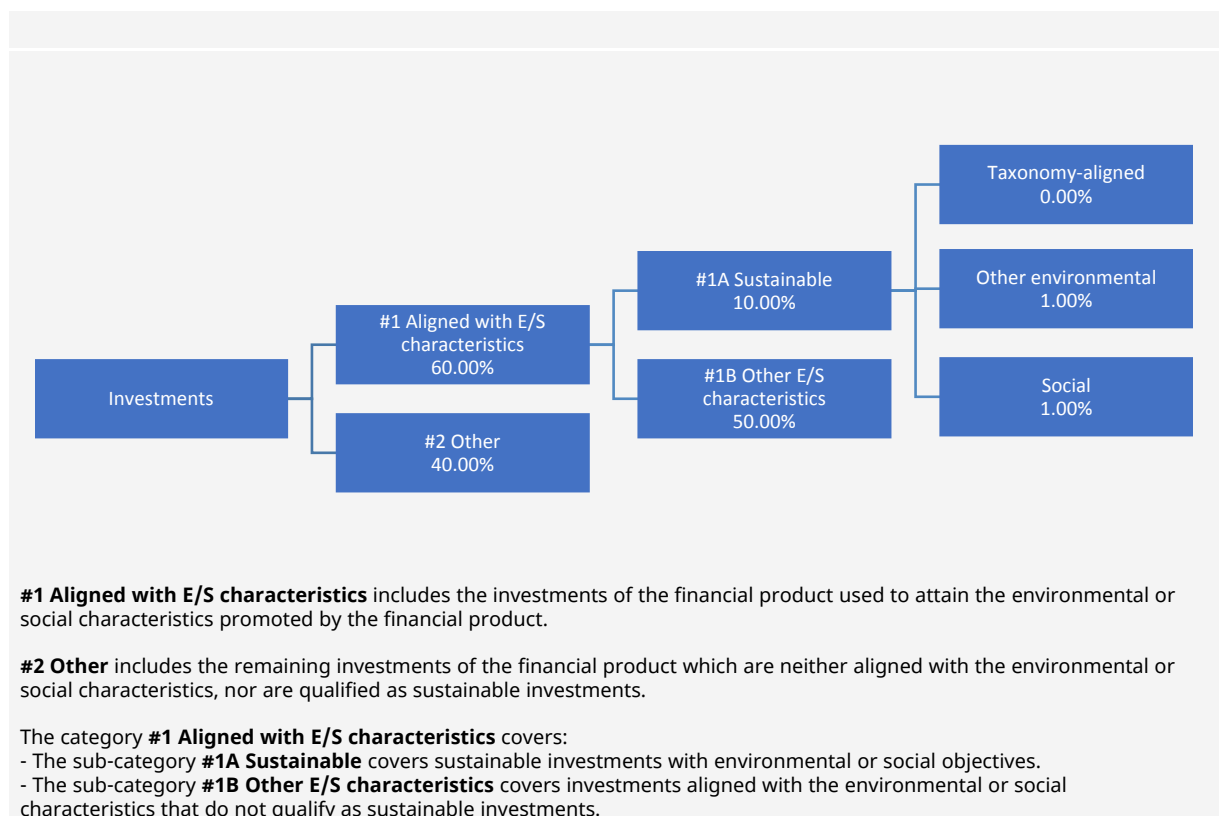 Taxonomy-aligned
0.00%
#1A Sustainable
10.00%
Other environmental
1.00%
#1 Aligned with E/S
characteristics
60.00%
Investments
#1B Other E/S
characteristics
50.00%
Social
1.00%
#2 Other
40.00%
#1 Aligned with E/S characteristics includes the investments of the financial product used to attain the environmental or
social characteristics promoted by the financial product.
#2 Other includes the remaining investments of the financial product which are neither aligned with the environmental or
social characteristics, nor are qualified as sustainable investments.
The category #1 Aligned with E/S characteristics covers:
- The sub-category #1A Sustainable covers sustainable investments with environmental or social objectives.
- The sub-category #1B Other E/S characteristics covers investments aligned with the environmental or social
characteristics that do not qualify as sustainable investments.